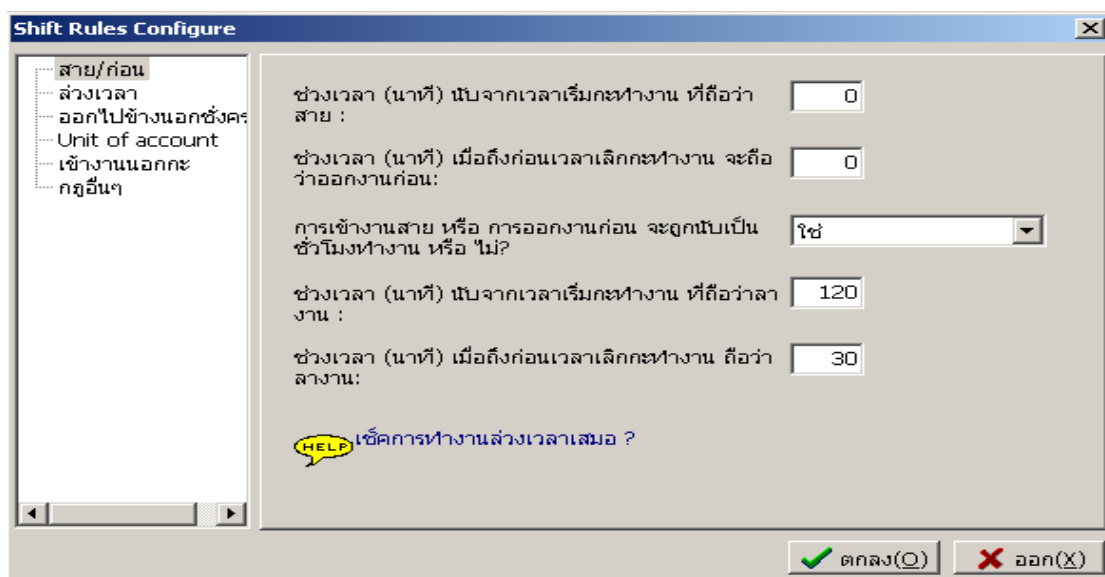 Shift Rules Configure
สาย/ก่อน
ล่วงเวลา
ออกไปข้างนอกชั่งคร
Unit of account
เข้างานนอกกะ
กฎอื่นๆ
ช่วงเวลา (นาที) นับจากเวลาเริ่มกะทำงาน ที่ถือว่า
สาย :
0
ช่วงเวลา (นาที) เมื่อถึงก่อนเวลาเลิกกะทำงาน จะถือ
ว่าออกงานก่อน:
0
การเข้างานสาย หรือ การออกงานก่อน จะถูกนับเป็น
ชั่วโมงทำงาน หรือ ไม่?
ใช่
ช่วงเวลา (นาที) นับจากเวลาเริ่มกะทำงาน ที่ถือว่าลา
งาน :
120
ช่วงเวลา (นาที) เมื่อถึงก่อนเวลาเลิกกะทำงาน ถือว่า
ลางาน:
30
HELP
เช็คการทำงานล่วงเวลาเสมอ ?
ตกลง(O)
ออก(X)